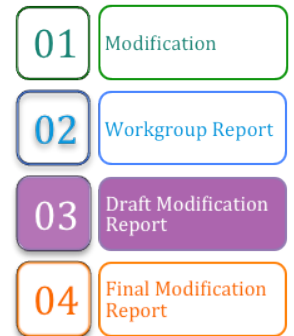 01 Modification
02 Workgroup Report
03 Draft Modification
Report
04 Final Modification
Report